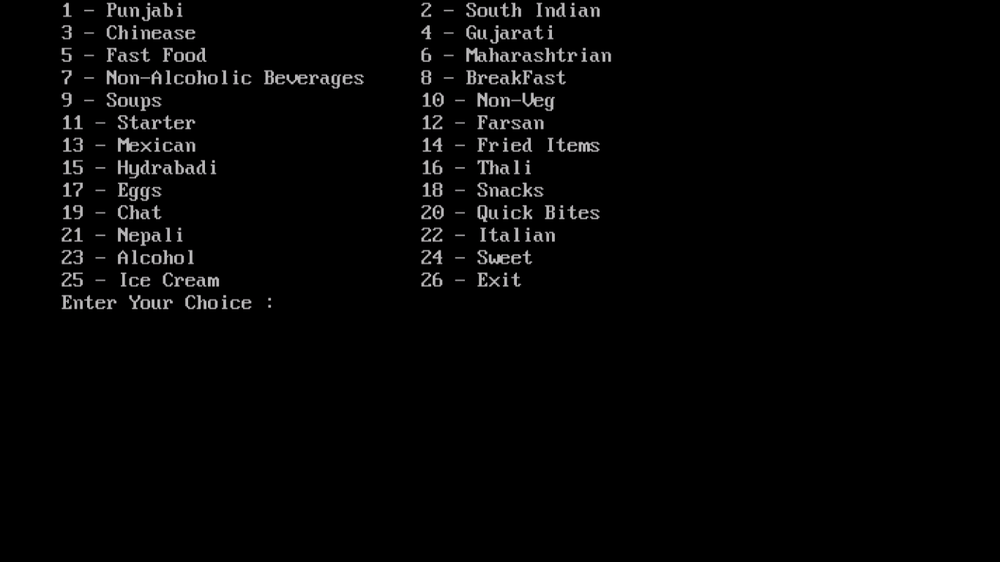 1 - Punjabi 2 - South Indian
3 - Chinease 4 - Gujarati
5 - Fast Food 6 - Maharashtrian
7 - Non-Alcoholic Beverages 8 - BreakFast
9 - Soups 10 - Non-Veg
11 - Starter 12 - Farsan
13 - Mexican 14 - Fried Items
15 - Hydrabadi 16 - Thali
17 - Eggs 18 - Snacks
19 - Chat 20 - Quick Bites
21 - Nepali 22 - Italian
23 - Alcohol 24 - Sweet
25 - Ice Cream 26 - Exit
Enter Your Choice :